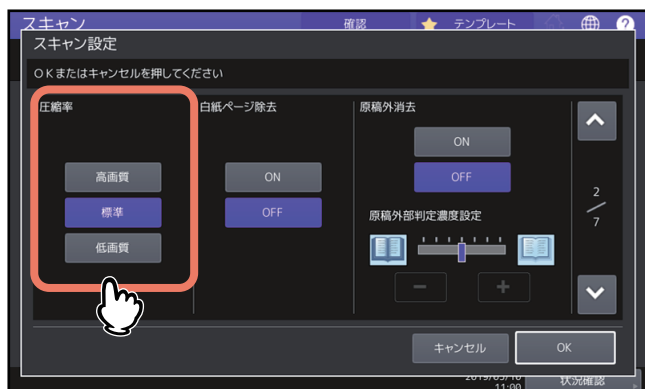 スキャン
確認
テンプレート
?
スキャン設定
OKまたはキャンセルを押してください
圧縮率
高画質
標準
低画質
白紙ページ除去
ON
OFF
原稿外消去
ON
OFF
原稿外部判定濃度設定
－
＋
2
/
7
キャンセル
OK
11:00
状況確認